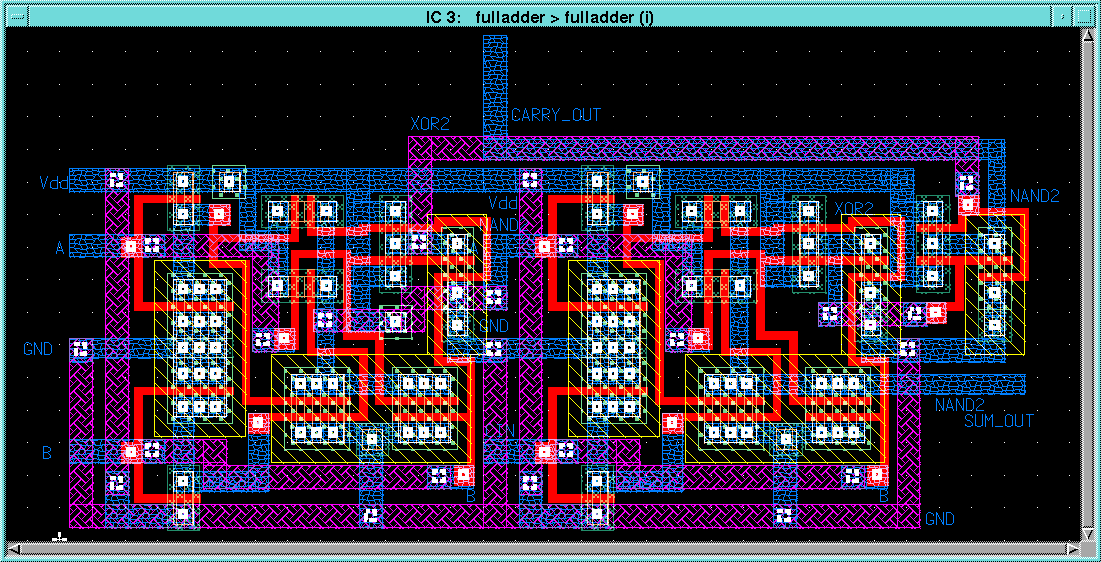 IC 3: fulladder > fulladder (i)
CARRY_OUT
XOR2
Vdd
Vdd
NAND2
XOR2
NAND
A
GND
GND
NAND2
SUM_OUT
B
B
B
GND